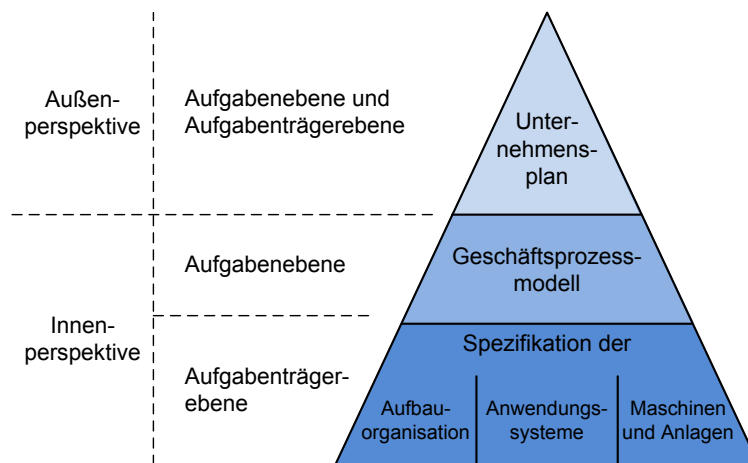 Außen-
perspektive
Aufgabenebene und
Aufgabenträgerebene
Unter-
nehmens-
plan
Innen-
perspektive
Aufgabenebene
Geschäftsprozess-
modell
Aufgabenträger-
ebene
Spezifikation der
Aufbau-
organisation
Anwendungs-
systeme
Maschinen
und Anlagen